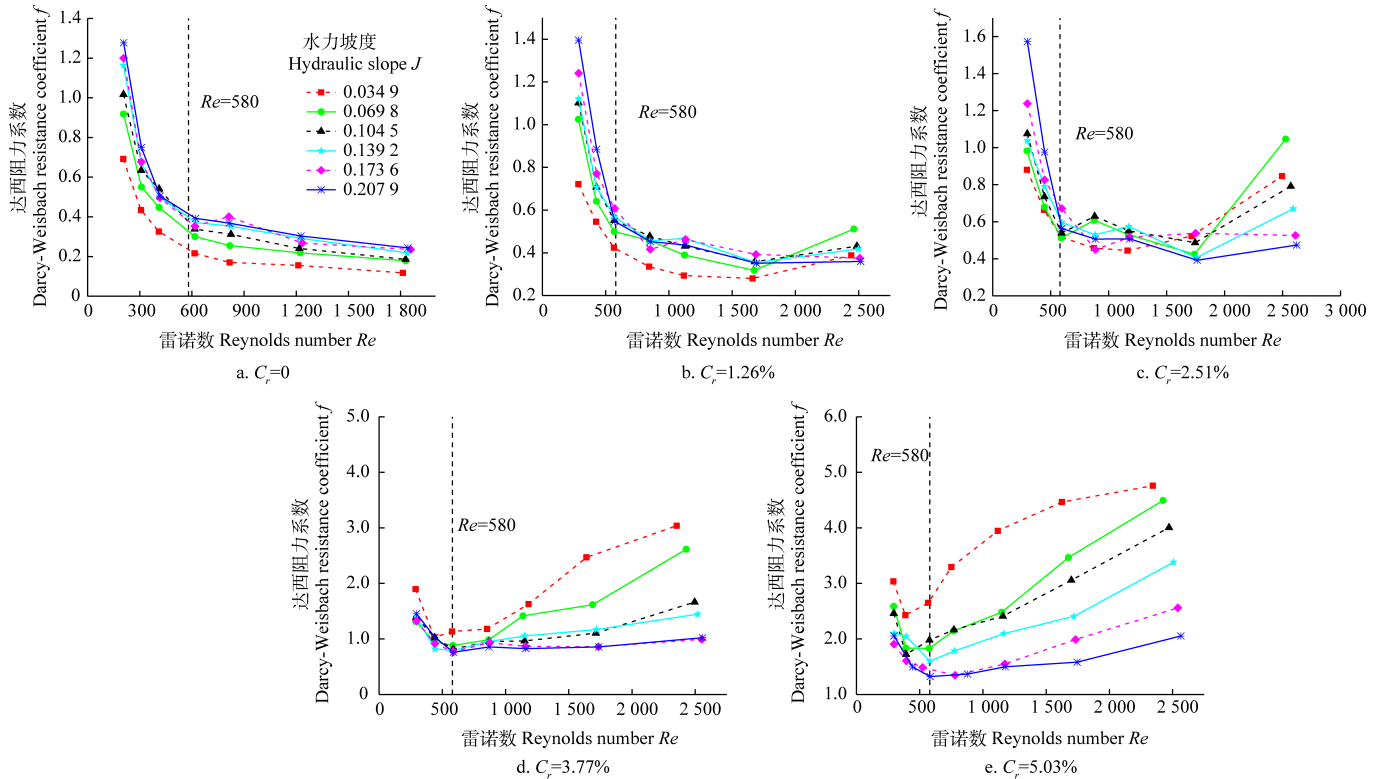 达西阻力系数
Darcy-Weisbach resistance coefficient f
1.4
1.2
1.0
0.8
0.6
0.4
0.2
0
0 300 600 900 1 200 1 500 1 800
Re=580
水力坡度
Hydraulic slope J
0.034 9
0.069 8
0.104 5
0.139 2
0.173 6
0.207 9
雷诺数 Reynolds number Re
a. Cr=0
达西阻力系数
Darcy-Weisbach resistance coefficient f
1.4
1.2
1.0
0.8
0.6
0.4
0.2
0 500 1 000 1 500 2 000 2 500
Re=580
雷诺数 Reynolds number Re
b. Cr=1.26%
达西阻力系数
Darcy-Weisbach resistance coefficient f
1.6
1.4
1.2
1.0
0.8
0.6
0.4
0.2
0 500 1 000 1 500 2 000 2 500 3 000
Re=580
雷诺数 Reynolds number Re
c. Cr=2.51%
达西阻力系数
Darcy-Weisbach resistance coefficient f
5.0
4.0
3.0
2.0
1.0
0
0 500 1 000 1 500 2 000 2 500
Re=580
雷诺数 Reynolds number Re
d. Cr=3.77%
达西阻力系数
Darcy-Weisbach resistance coefficient f
6.0
5.0
4.0
3.0
2.0
1.0
0 500 1 000 1 500 2 000 2 500
Re=580
雷诺数 Reynolds number Re
e. Cr=5.03%